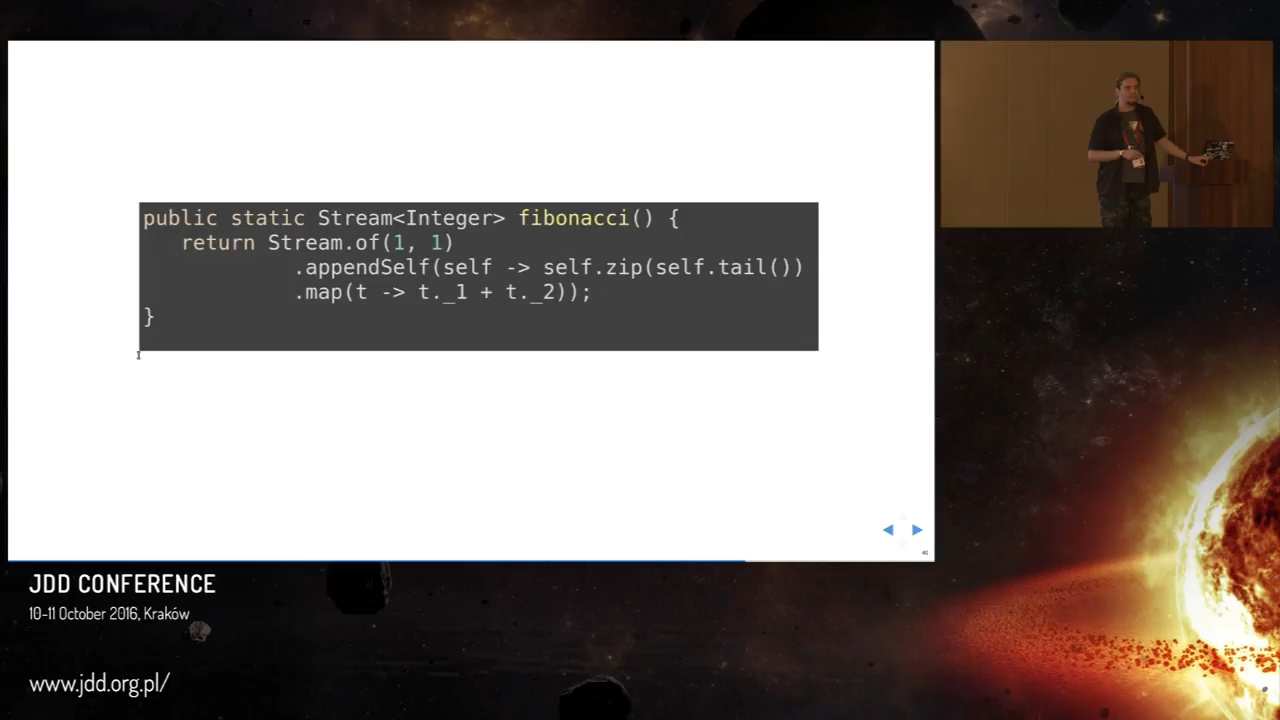 public static Stream<Integer> fibonacci() {
return Stream.of(1, 1)
.appendSelf(self -> self.zip(self.tail())
.map(t -> t._1 + t._2));
}
40
JDD CONFERENCE
10-11 October 2016, Kraków
www.jdd.org.pl/